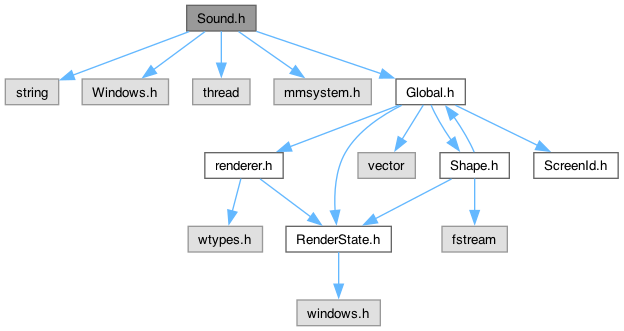 Sound.h
string
Windows.h
thread
mmsystem.h
Global.h
renderer.h
vector
Shape.h
ScreenId.h
wtypes.h
RenderState.h
fstream
windows.h